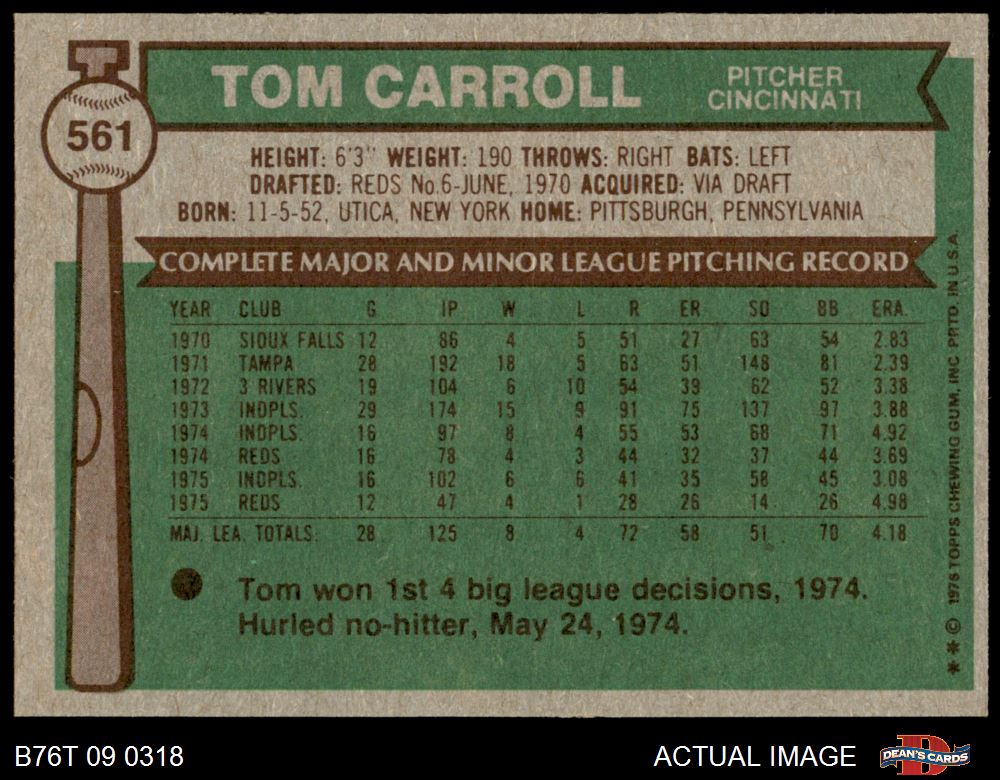 TOM CARROLL
PITCHER
CINCINNATI
561
HEIGHT: 6'3" WEIGHT: 190 THROWS: RIGHT BATS: LEFT
DRAFTED: REDS No.6-JUNE, 1970 ACQUIRED: VIA DRAFT
BORN: 11-5-52, UTICA, NEW YORK HOME: PITTSBURGH, PENNSYLVANIA
COMPLETE MAJOR AND MINOR LEAGUE PITCHING RECORD
YEAR CLUB G IP W L R ER SO BB ERA.
1970 SIOUX FALLS 12 86 4 5 51 27 63 54 2.83
1971 TAMPA 28 192 18 5 63 51 148 81 2.39
1972 3 RIVERS 19 104 6 10 54 39 62 52 3.38
1973 INDPLS. 29 174 15 9 91 75 137 97 3.88
1974 INDPLS. 16 97 8 4 55 53 68 71 4.92
1974 REDS 16 78 4 3 44 32 37 44 3.69
1975 INDPLS. 16 102 6 6 41 35 58 45 3.08
1975 REDS 12 47 4 1 28 26 14 26 4.98
MAJ. LEA. TOTALS. 28 125 8 4 72 58 51 70 4.18
Tom won 1st 4 big league decisions, 1974.
Hurled no-hitter, May 24, 1974.
** © 1976 TOPPS CHEWING GUM, INC PRTD. IN U.S.A.
B76T 09 0318
ACTUAL IMAGE
DEAN'S CARDS